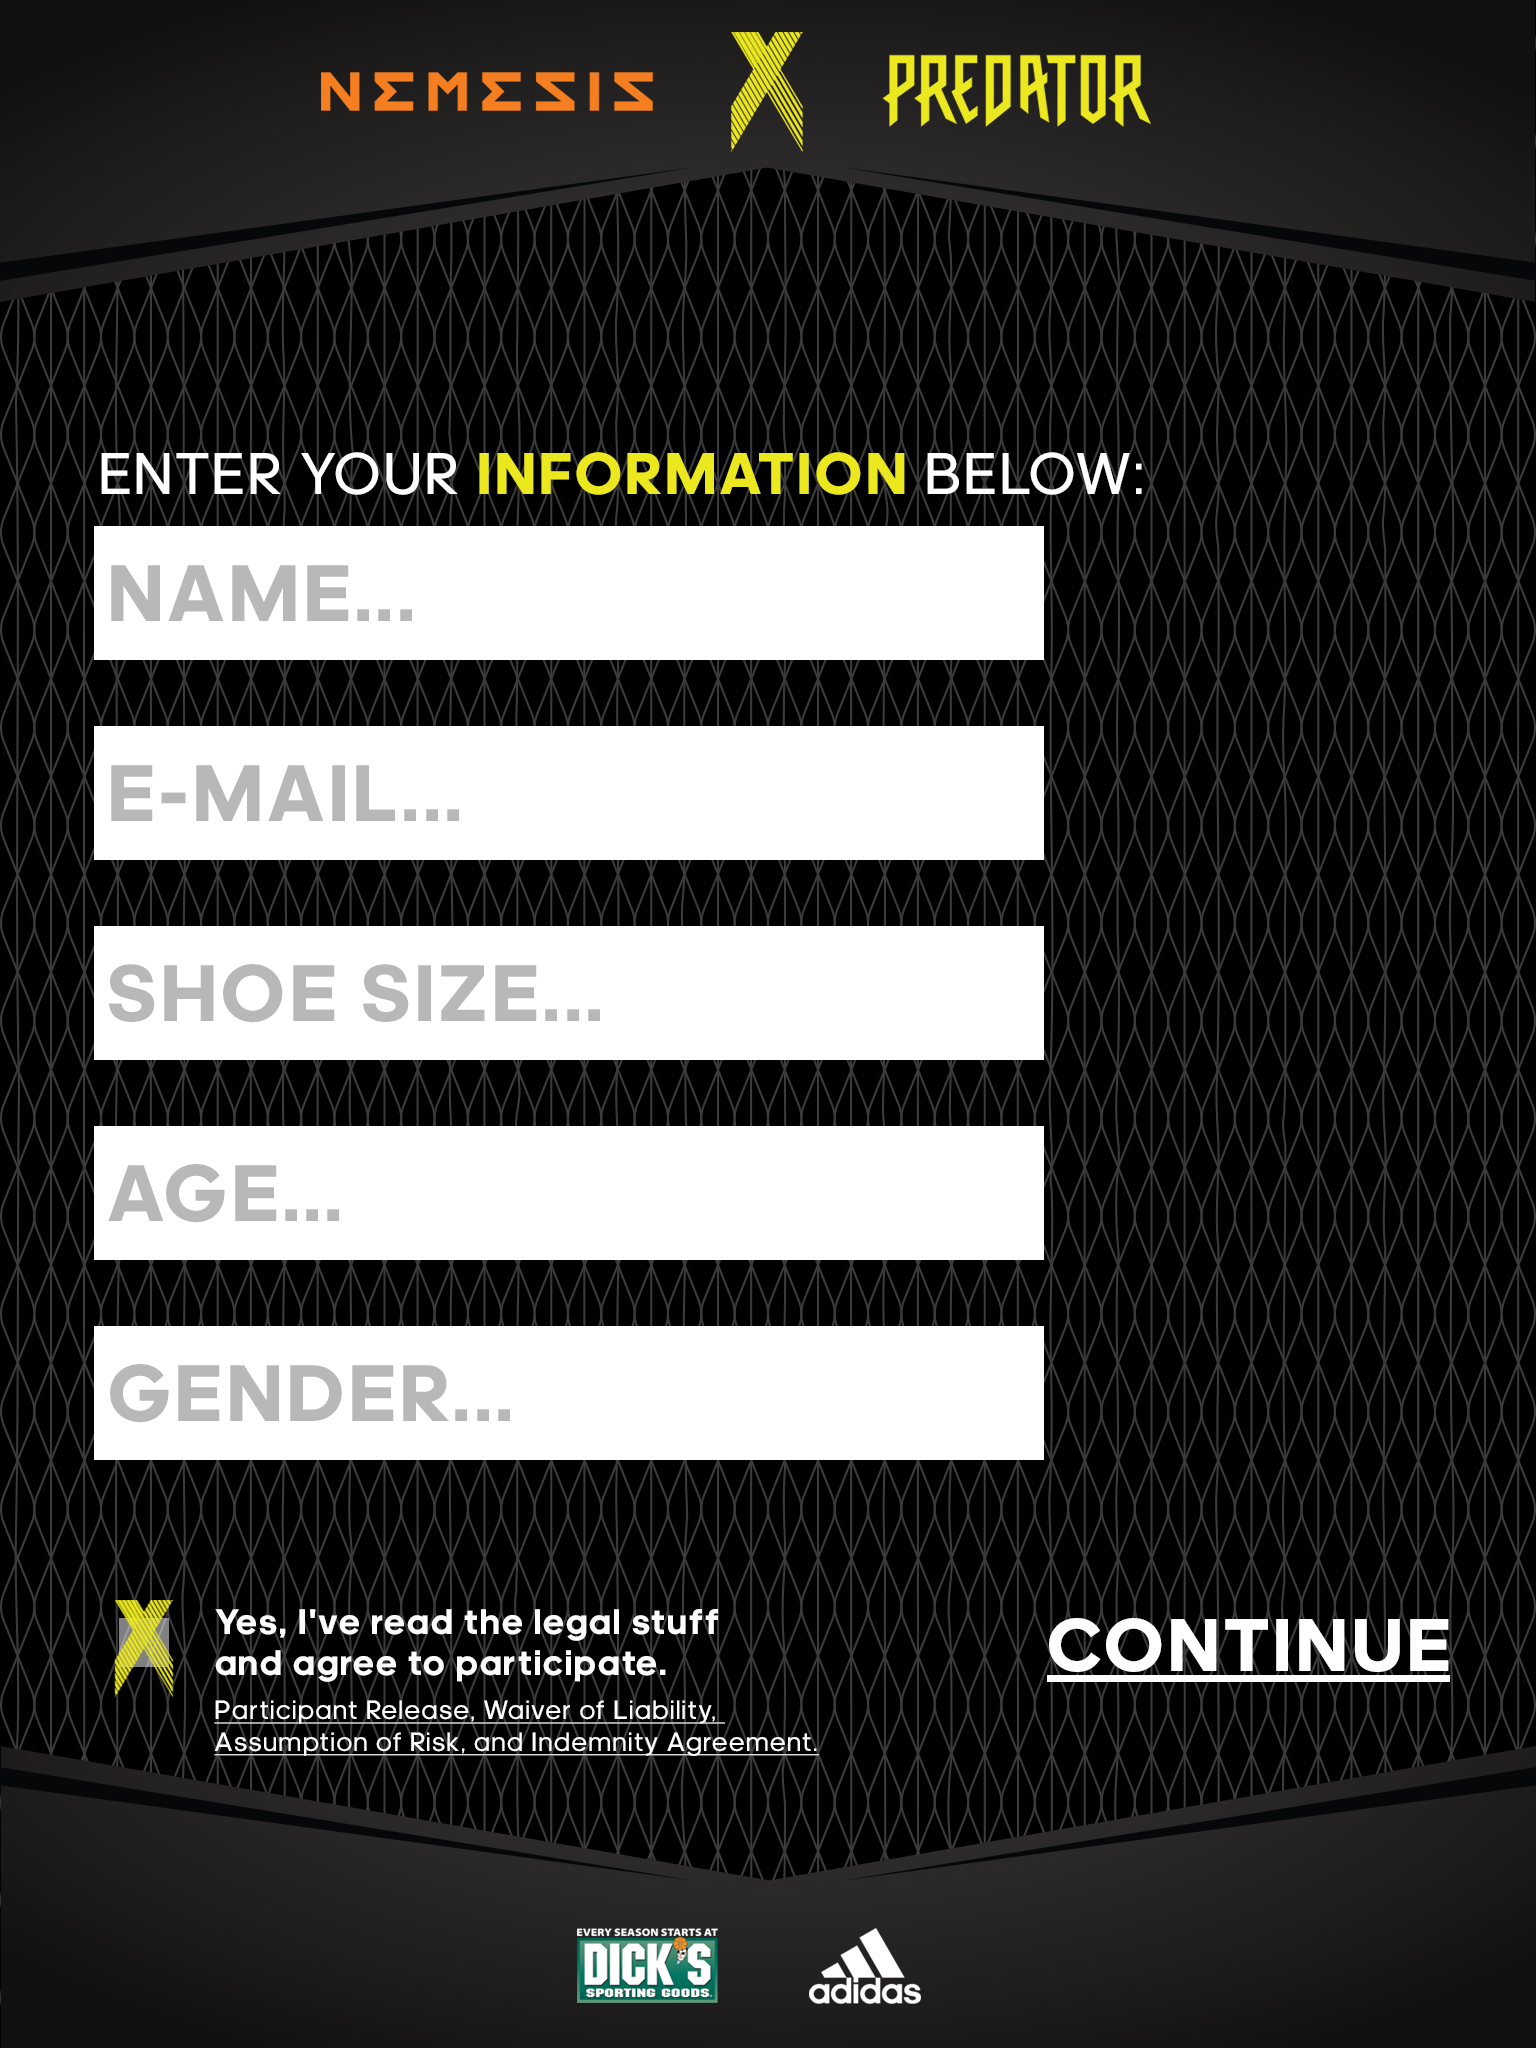 NEMESIS X PREDATOR
ENTER YOUR INFORMATION BELOW:
NAME...
E-MAIL...
SHOE SIZE...
AGE...
GENDER...
Yes, I've read the legal stuff
and agree to participate.
Participant Release, Waiver of Liability,
Assumption of Risk, and Indemnity Agreement.
CONTINUE
EVERY SEASON STARTS AT
DICK'S
SPORTING GOODS.
adidas